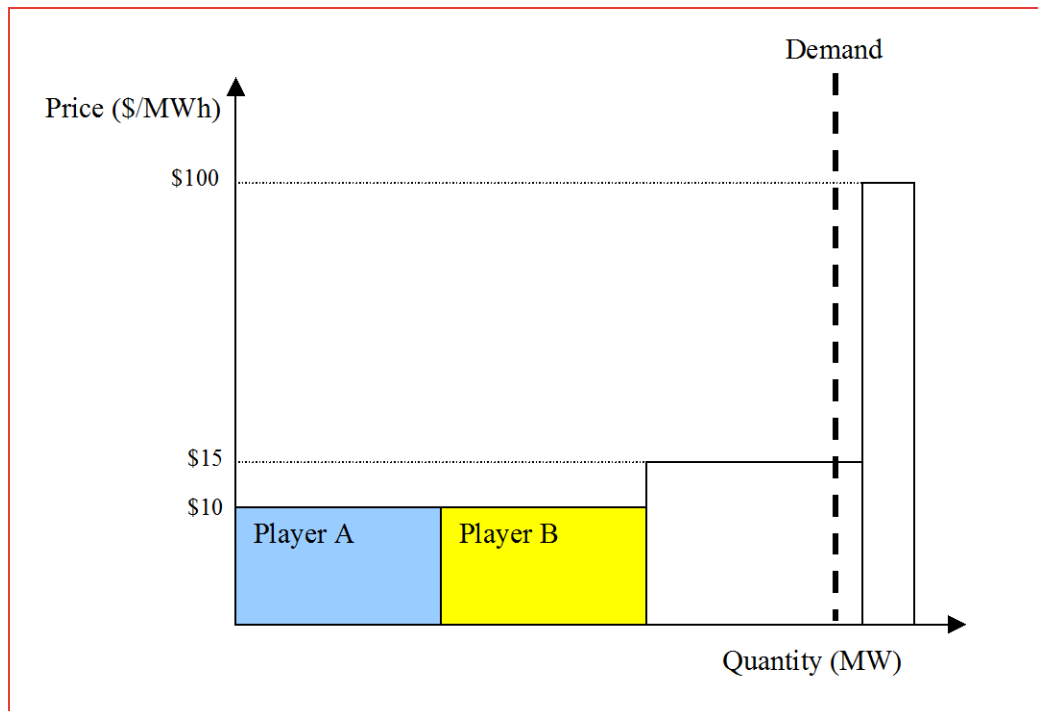 Demand
Price ($/MWh)
$100
$15
$10
Player A
Player B
Quantity (MW)